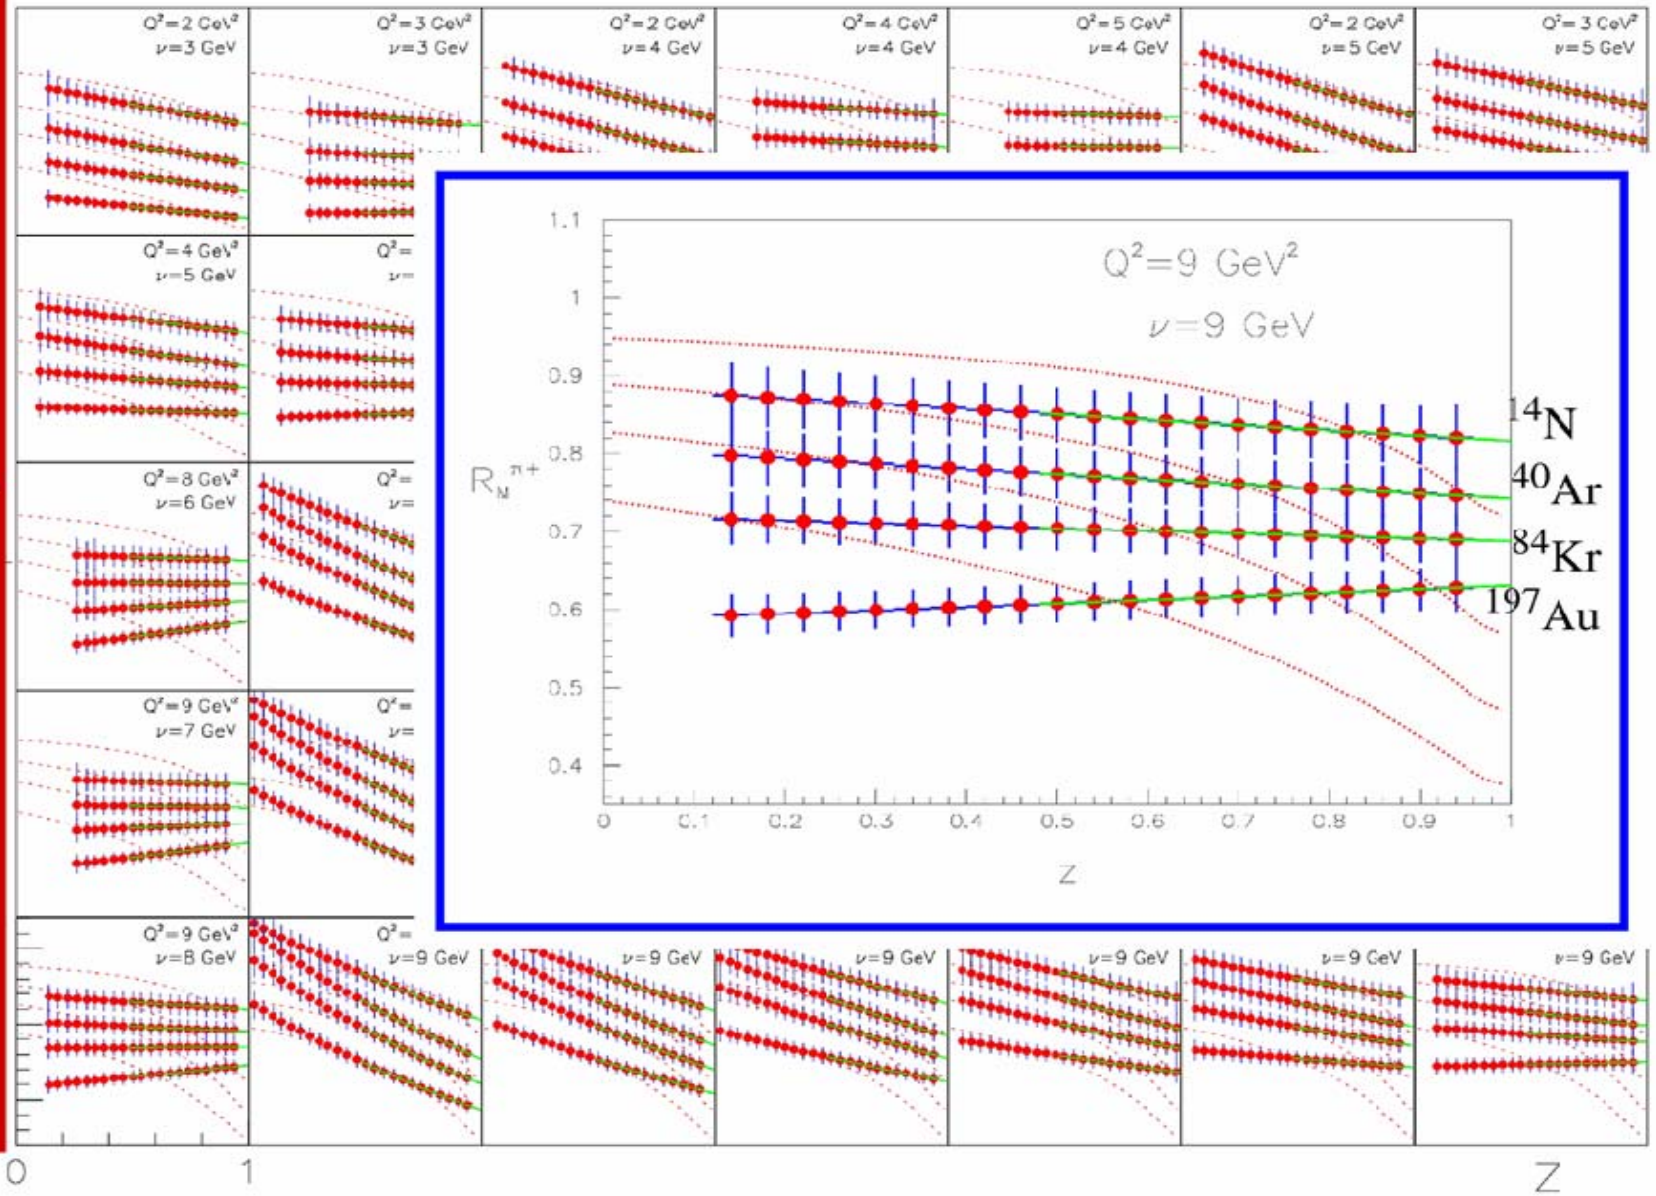 Q²=2 GeV²
ν=3 GeV
Q²=3 GeV²
ν=3 GeV
Q²=2 GeV²
ν=4 GeV
Q²=4 GeV²
ν=4 GeV
Q²=5 GeV²
ν=4 GeV
Q²=2 GeV²
ν=5 GeV
Q²=3 GeV²
ν=5 GeV
Q²=4 GeV²
ν=5 GeV
Q²=
ν=
Q²=8 GeV²
ν=6 GeV
Q²=
ν=
Q²=9 GeV²
ν=7 GeV
Q²=
ν=
Q²=9 GeV²
ν=8 GeV
Q²=
ν=9 GeV
ν=9 GeV
ν=9 GeV
ν=9 GeV
ν=9 GeV
ν=9 GeV
0
1
Z
Q²=9 GeV²
ν=9 GeV
1.1
1
0.9
0.8
0.7
0.6
0.5
0.4
R_M^π+
0
0.1
0.2
0.3
0.4
0.5
0.6
0.7
0.8
0.9
1
Z
¹⁴N
⁴⁰Ar
⁸⁴Kr
¹⁹⁷Au